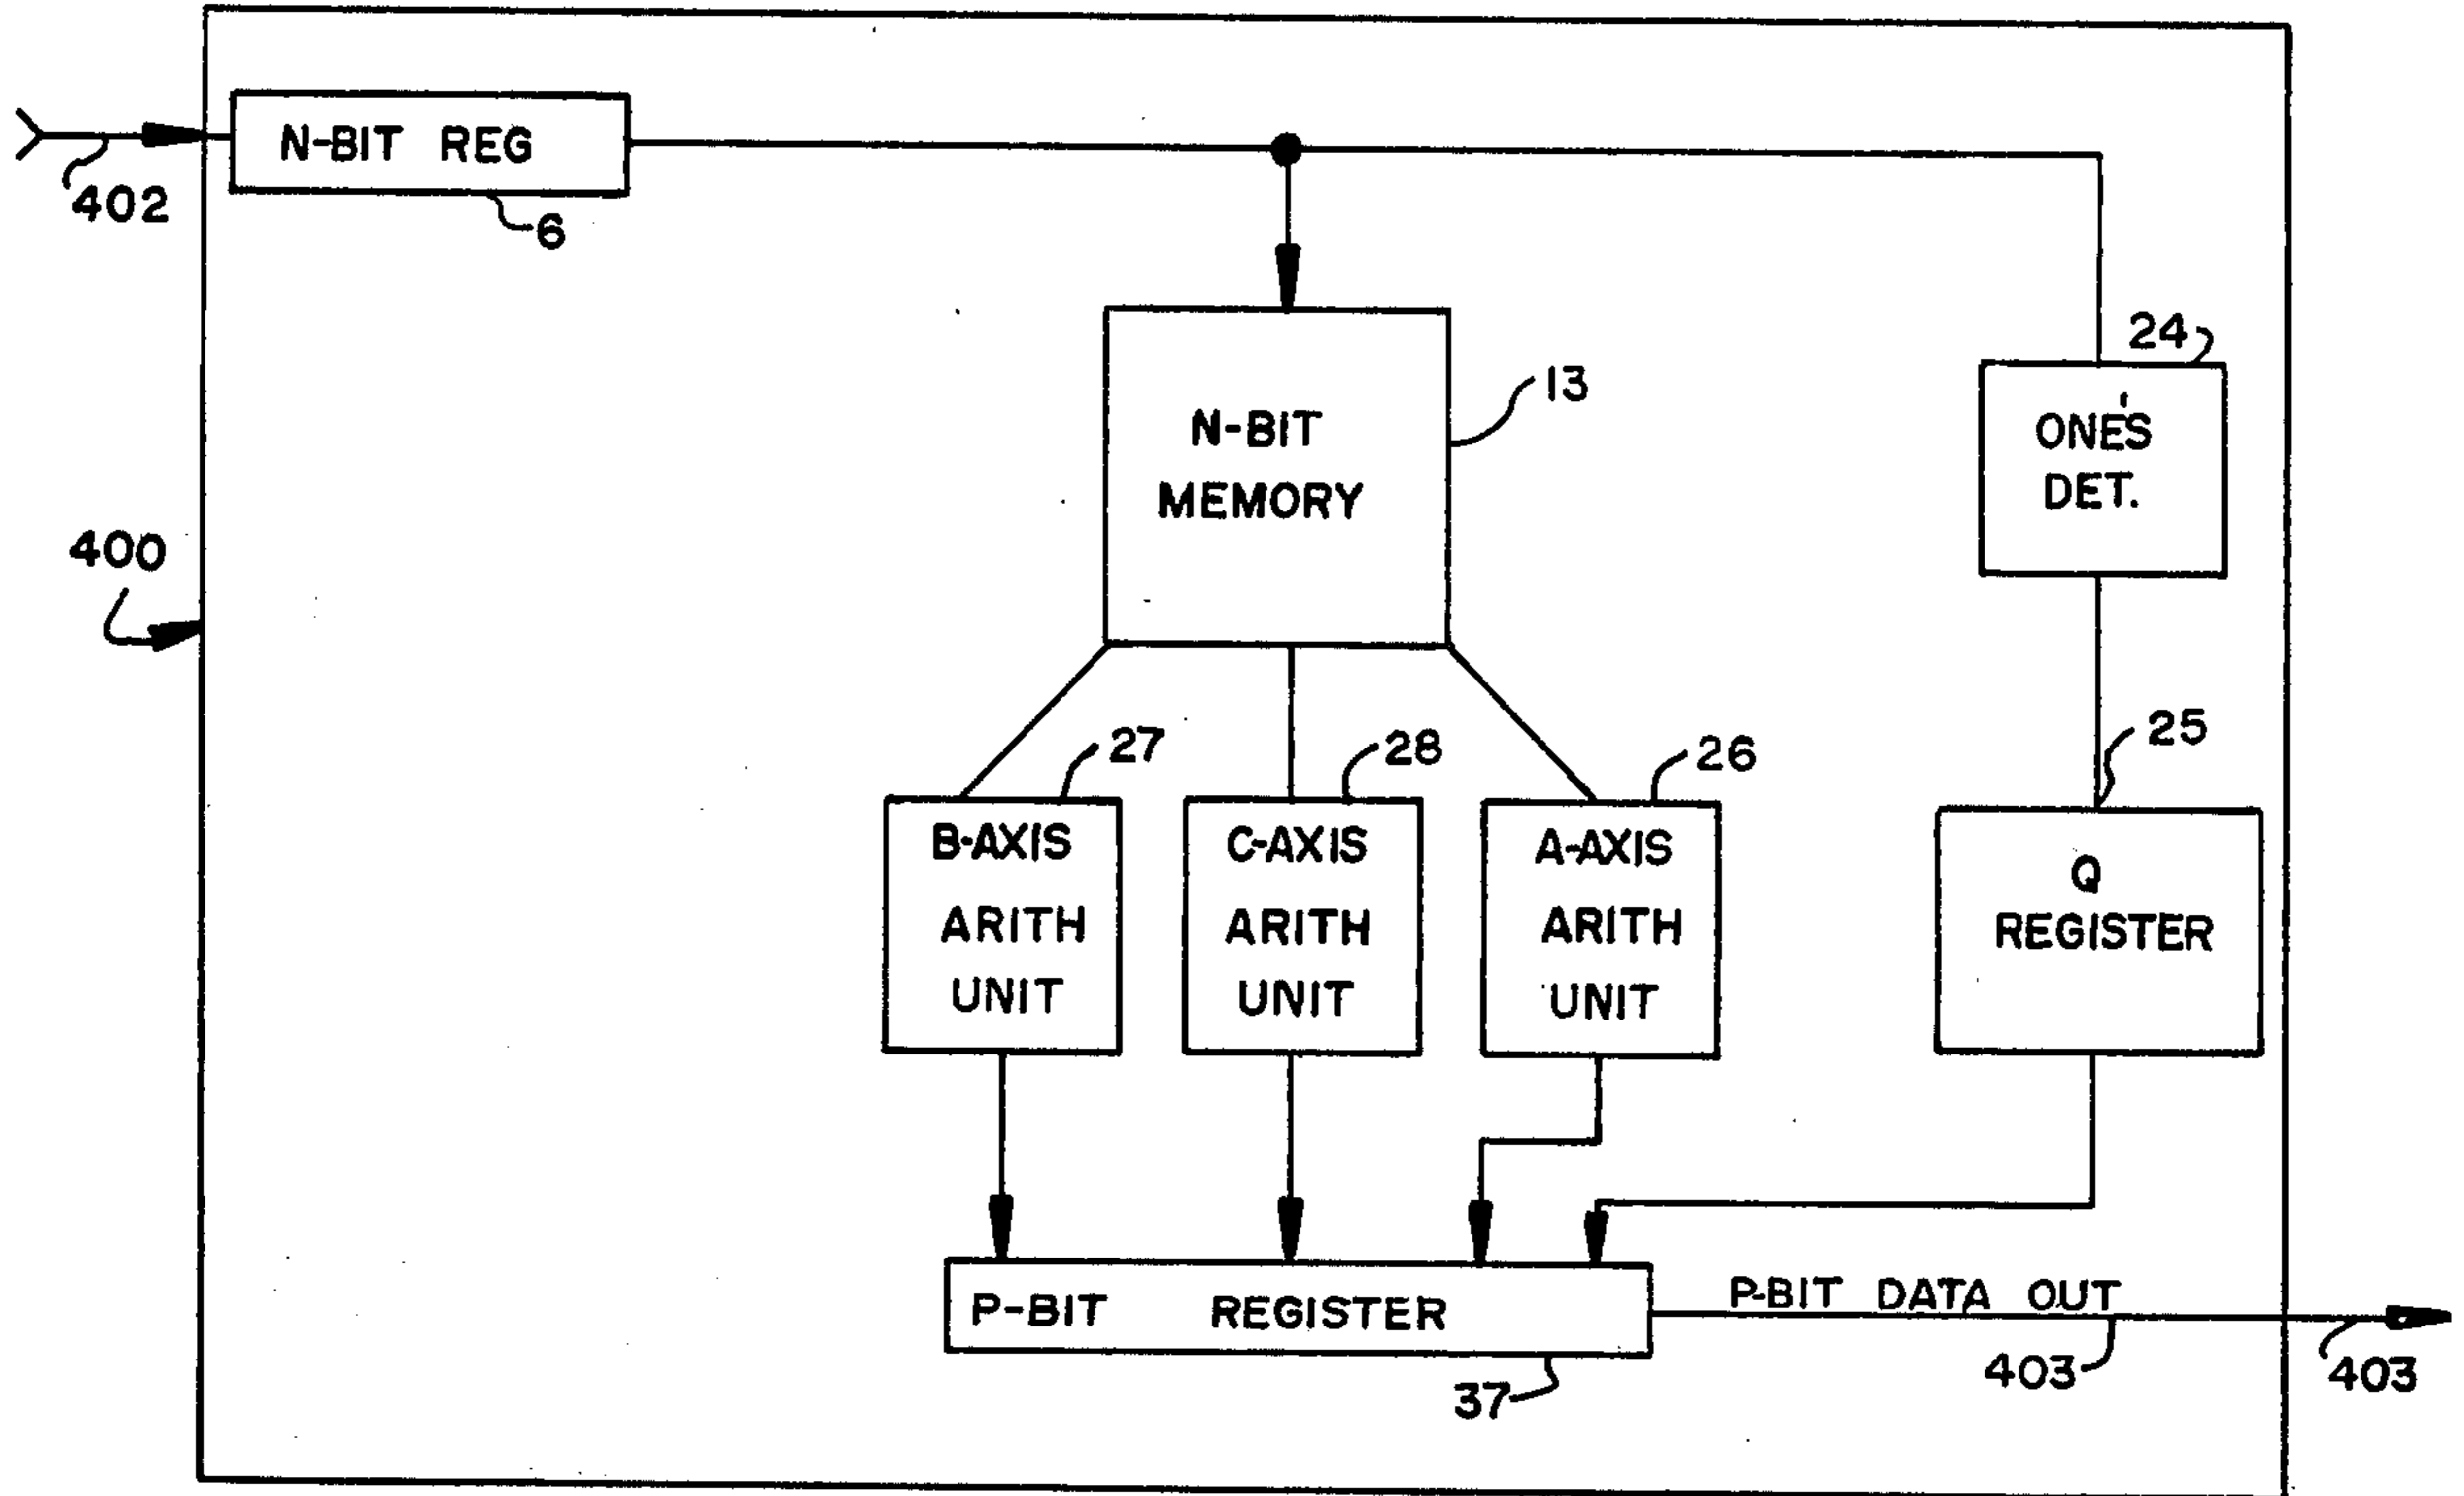 N-BIT REG
402
6
24
13
ONE'S
DET.
N-BIT
MEMORY
400
27
28
26
25
B-AXIS
ARITH
UNIT
C-AXIS
ARITH
UNIT
A-AXIS
ARITH
UNIT
Q
REGISTER
P-BIT REGISTER
P-BIT DATA OUT
37
403
403